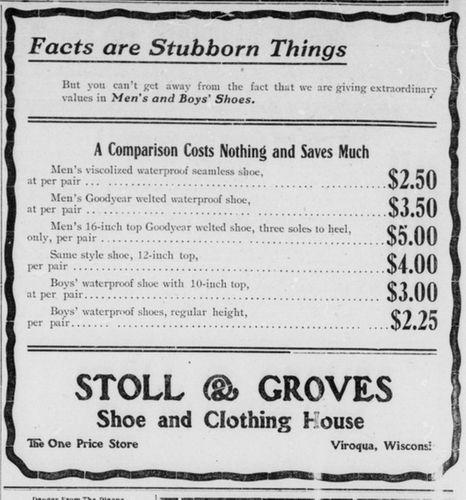 Facts are Stubborn Things
But you can't get away from the fact that we are giving extraordinary
values in Men's and Boys' Shoes.
A Comparison Costs Nothing and Saves Much
Men's viscolized waterproof seamless shoe,
at per pair ... $2.50
Men's Goodyear welted waterproof shoe,
at per pair ... $3.50
Men's 16-inch top Goodyear welted shoe, three soles to heel,
only, per pair ... $5.00
Same style shoe, 12-inch top,
per pair ... $4.00
Boys' waterproof shoe with 10-inch top,
at per pair ... $3.00
Boys' waterproof shoes, regular height,
per pair ... $2.25
STOLL & GROVES
Shoe and Clothing House
The One Price Store Viroqua, Wisconsi